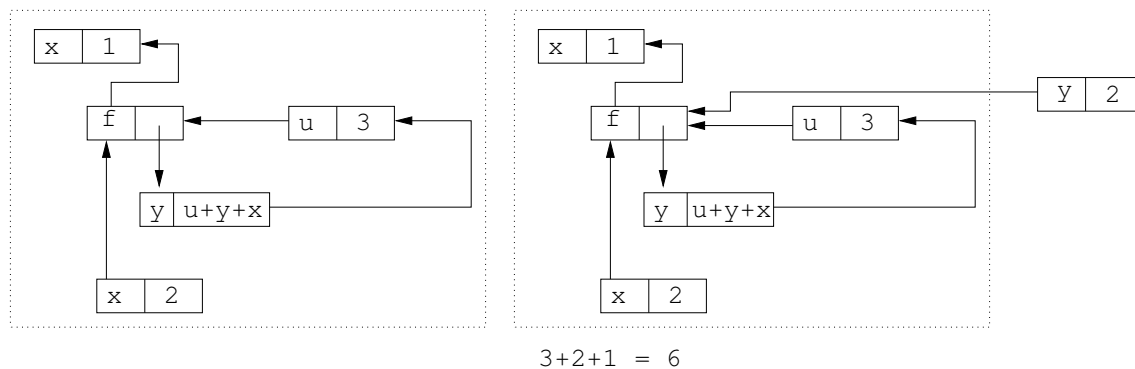 x 1
f
u 3
y u+y+x
x 2
x 1
y 2
f
u 3
y u+y+x
x 2
3+2+1 = 6